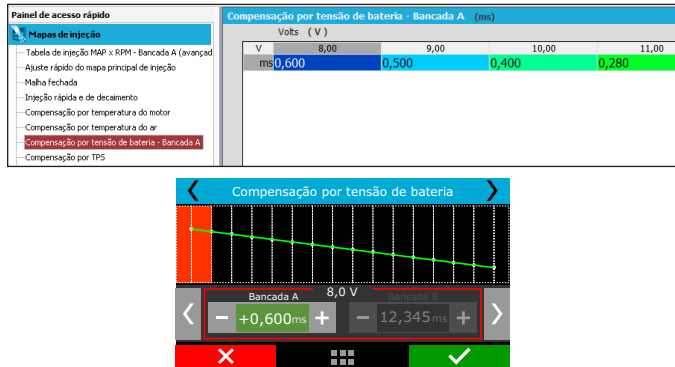 Painel de acesso rápido
Mapas de injeção
Tabela de injeção MAP x RPM - Bancada A (avançad
Ajuste rápido do mapa principal de injeção
Malha fechada
Injeção rápida e de decaimento
Compensação por temperatura do motor
Compensação por temperatura do ar
Compensação por tensão de bateria - Bancada A
Compensação por TPS
Compensação por tensão de bateria - Bancada A (ms)
Volts (V)
V 8,00 9,00 10,00 11,00
ms 0,600 0,500 0,400 0,280
Compensação por tensão de bateria
8,0 V
Bancada A Bancada B
+0,600ms 12,345 ms